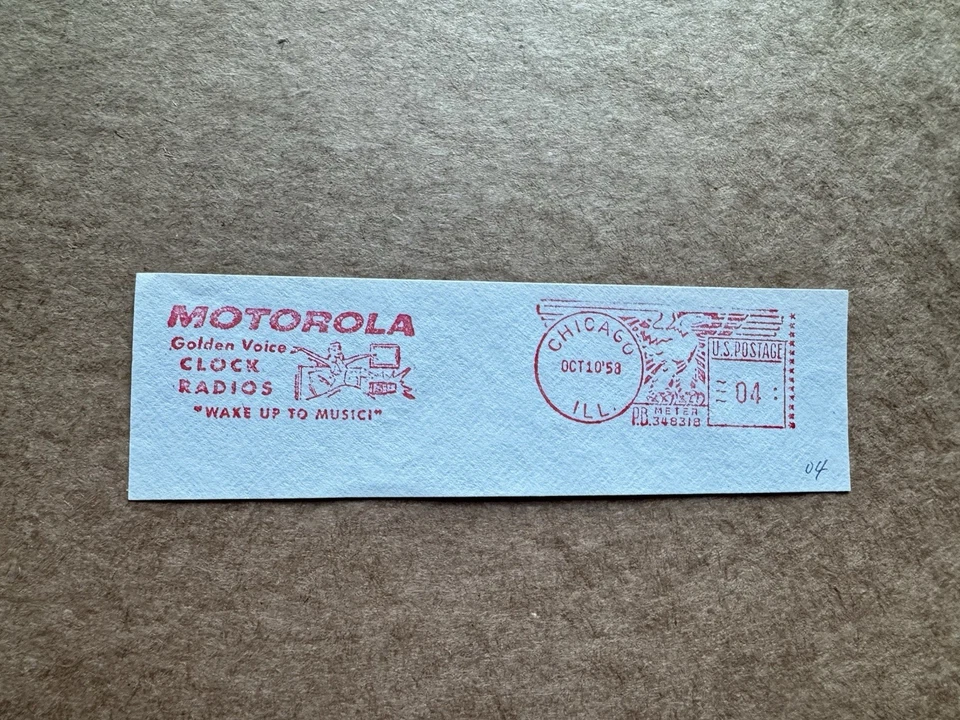 MOTOROLA
Golden Voice
CLOCK
RADIOS
"WAKE UP TO MUSIC!"
CHICAGO
OCT10'58
ILL.
U.S.POSTAGE
04
METER
P.B. 348318
04